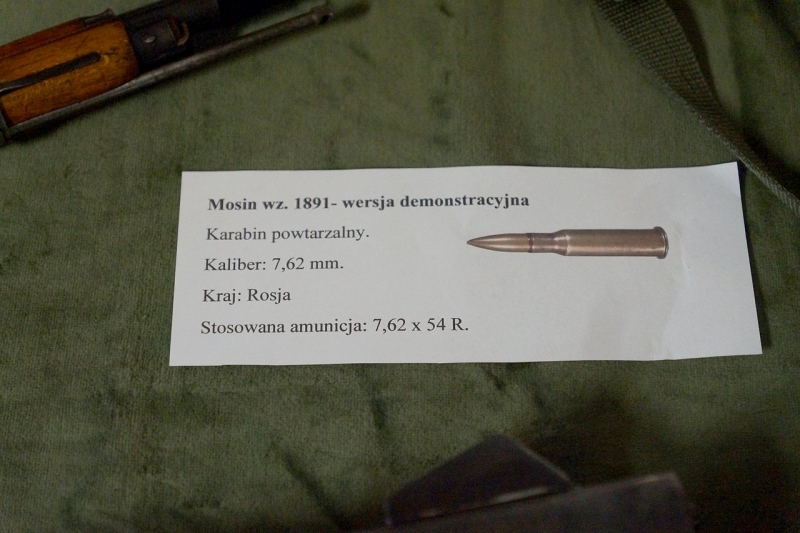 Mosin wz. 1891- wersja demonstracyjna
Karabin powtarzalny.
Kaliber: 7,62 mm.
Kraj: Rosja
Stosowana amunicja: 7,62 x 54 R.